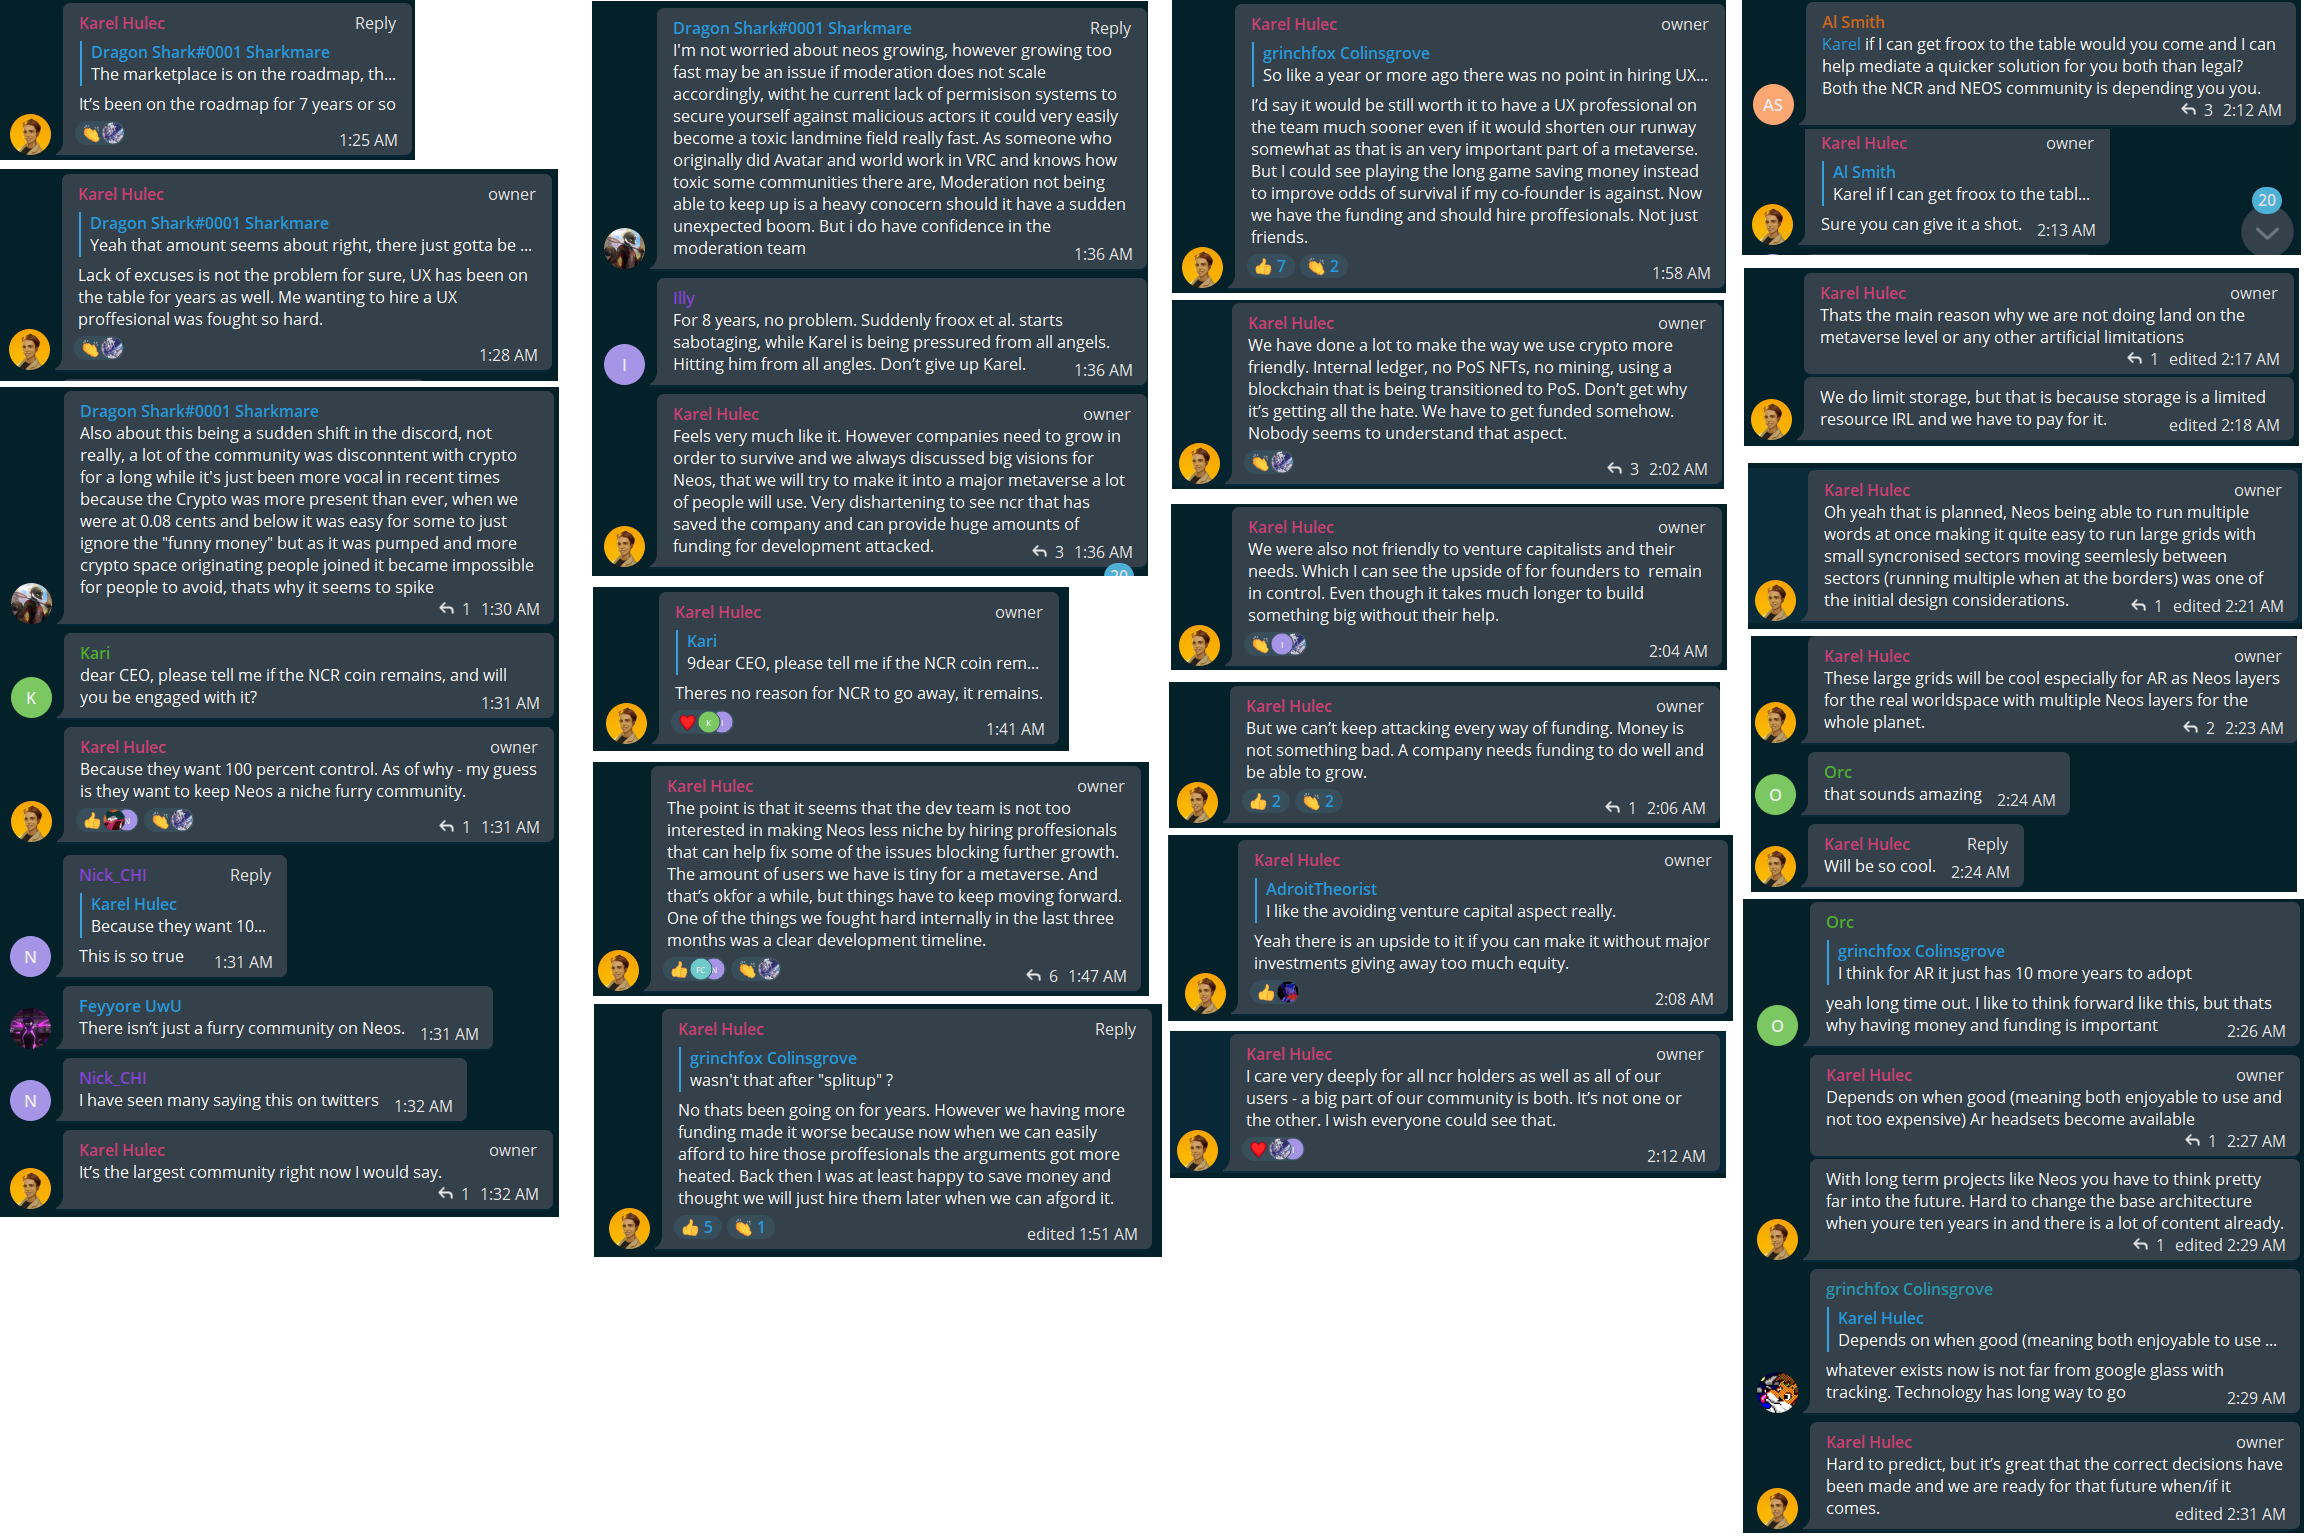 Karel Hulec Reply
Dragon Shark#0001 Sharkmare
The marketplace is on the roadmap, th...
It's been on the roadmap for 7 years or so
1:25 AM
Karel Hulec owner
Dragon Shark#0001 Sharkmare
Yeah that amount seems about right, there just gotta be ...
Lack of excuses is not the problem for sure, UX has been on
the table for years as well. Me wanting to hire a UX
proffesional was fought so hard.
1:28 AM
Dragon Shark#0001 Sharkmare
Also about this being a sudden shift in the discord, not
really, a lot of the community was disconntent with crypto
for a long while it's just been more vocal in recent times
because the Crypto was more present than ever, when we
were at 0.08 cents and below it was easy for some to just
ignore the "funny money" but as it was pumped and more
crypto space originating people joined it became impossible
for people to avoid, thats why it seems to spike
1 1:30 AM
Kari
dear CEO, please tell me if the NCR coin remains, and will
you be engaged with it?
1:31 AM
K
Karel Hulec owner
Because they want 100 percent control. As of why - my guess
is they want to keep Neos a niche furry community.
N
1 1:31 AM
Nick_CHI Reply
Karel Hulec
Because they want 10...
This is so true 1:31 AM
N
Feyyore UwU
There isn't just a furry community on Neos. 1:31 AM
Nick_CHI
I have seen many saying this on twitters 1:32 AM
N
Karel Hulec owner
It's the largest community right now I would say.
1 1:32 AM
Dragon Shark#0001 Sharkmare Reply
I'm not worried about neos growing, however growing too
fast may be an issue if moderation does not scale
accordingly, witht he current lack of permisison systems to
secure yourself against malicious actors it could very easily
become a toxic landmine field really fast. As someone who
originally did Avatar and world work in VRC and knows how
toxic some communities there are, Moderation not being
able to keep up is a heavy conocern should it have a sudden
unexpected boom. But i do have confidence in the
moderation team 1:36 AM
Illy
For 8 years, no problem. Suddenly froox et al. starts
sabotaging, while Karel is being pressured from all angels.
Hitting him from all angles. Don't give up Karel. 1:36 AM
I
Karel Hulec owner
Feels very much like it. However companies need to grow in
order to survive and we always discussed big visions for
Neos, that we will try to make it into a major metaverse a lot
of people will use. Very dishartening to see ncr that has
saved the company and can provide huge amounts of
funding for development attacked. 3 1:36 AM
20
Karel Hulec owner
Kari
9dear CEO, please tell me if the NCR coin rem...
Theres no reason for NCR to go away, it remains.
K I
1:41 AM
Karel Hulec owner
The point is that it seems that the dev team is not too
interested in making Neos less niche by hiring proffesionals
that can help fix some of the issues blocking further growth.
The amount of users we have is tiny for a metaverse. And
that's okfor a while, but things have to keep moving forward.
One of the things we fought hard internally in the last three
months was a clear development timeline.
FC N
6 1:47 AM
Karel Hulec Reply
grinchfox Colinsgrove
wasn't that after "splitup" ?
No thats been going on for years. However we having more
funding made it worse because now when we can easily
afford to hire those proffesionals the arguments got more
heated. Back then I was at least happy to save money and
thought we will just hire them later when we can afgord it.
5 1
edited 1:51 AM
Karel Hulec owner
grinchfox Colinsgrove
So like a year or more ago there was no point in hiring UX...
I'd say it would be still worth it to have a UX professional on
the team much sooner even if it would shorten our runway
somewhat as that is an very important part of a metaverse.
But I could see playing the long game saving money instead
to improve odds of survival if my co-founder is against. Now
we have the funding and should hire proffesionals. Not just
friends.
7 2
1:58 AM
Karel Hulec owner
We have done a lot to make the way we use crypto more
friendly. Internal ledger, no PoS NFTs, no mining, using a
blockchain that is being transitioned to PoS. Don't get why
it's getting all the hate. We have to get funded somehow.
Nobody seems to understand that aspect.
3 2:02 AM
Karel Hulec owner
We were also not friendly to venture capitalists and their
needs. Which I can see the upside of for founders to remain
in control. Even though it takes much longer to build
something big without their help.
I
2:04 AM
Karel Hulec owner
But we can't keep attacking every way of funding. Money is
not something bad. A company needs funding to do well and
be able to grow.
2 2
1 2:06 AM
Karel Hulec owner
AdroitTheorist
I like the avoiding venture capital aspect really.
Yeah there is an upside to it if you can make it without major
investments giving away too much equity.
2:08 AM
Karel Hulec owner
I care very deeply for all ncr holders as well as all of our
users - a big part of our community is both. It's not one or
the other. I wish everyone could see that.
I
2:12 AM
Al Smith
Karel if I can get froox to the table would you come and I can
help mediate a quicker solution for you both than legal?
Both the NCR and NEOS community is depending you you.
3 2:12 AM
AS
Karel Hulec owner
Al Smith
Karel if I can get froox to the tabl...
Sure you can give it a shot. 2:13 AM
20
Karel Hulec owner
Thats the main reason why we are not doing land on the
metaverse level or any other artificial limitations
1 edited 2:17 AM
We do limit storage, but that is because storage is a limited
resource IRL and we have to pay for it. edited 2:18 AM
Karel Hulec owner
Oh yeah that is planned, Neos being able to run multiple
words at once making it quite easy to run large grids with
small syncronised sectors moving seemlesly between
sectors (running multiple when at the borders) was one of
the initial design considerations. 1 edited 2:21 AM
Karel Hulec owner
These large grids will be cool especially for AR as Neos layers
for the real worldspace with multiple Neos layers for the
whole planet. 2 2:23 AM
Orc
that sounds amazing 2:24 AM
O
Karel Hulec Reply
Will be so cool. 2:24 AM
Orc
grinchfox Colinsgrove
I think for AR it just has 10 more years to adopt
yeah long time out. I like to think forward like this, but thats
why having money and funding is important 2:26 AM
O
Karel Hulec owner
Depends on when good (meaning both enjoyable to use and
not too expensive) Ar headsets become available
1 2:27 AM
With long term projects like Neos you have to think pretty
far into the future. Hard to change the base architecture
when youre ten years in and there is a lot of content already.
1 edited 2:29 AM
grinchfox Colinsgrove
Karel Hulec
Depends on when good (meaning both enjoyable to use ...
whatever exists now is not far from google glass with
tracking. Technology has long way to go 2:29 AM
Karel Hulec owner
Hard to predict, but it's great that the correct decisions have
been made and we are ready for that future when/if it
comes. edited 2:31 AM